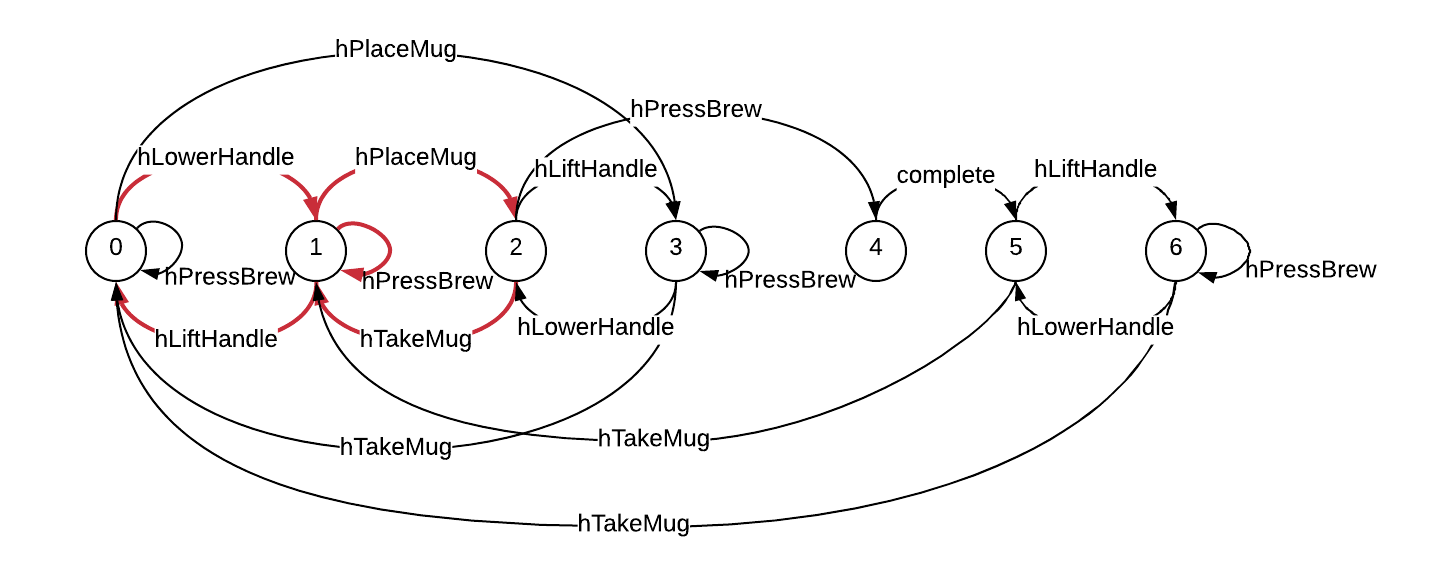 hPlaceMug
hPressBrew
hLowerHandle
hPlaceMug
hLiftHandle
complete
hLiftHandle
0
1
2
3
4
5
6
hPressBrew
hPressBrew
hPressBrew
hPressBrew
hLiftHandle
hTakeMug
hLowerHandle
hLowerHandle
hTakeMug
hTakeMug
hTakeMug